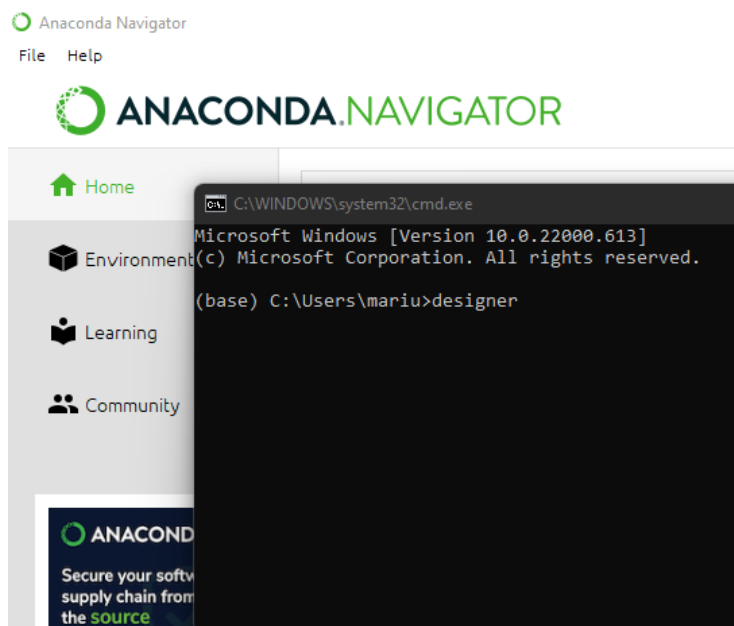 Anaconda Navigator
File Help
ANACONDA.NAVIGATOR
Home
C:\WINDOWS\system32\cmd.exe
Microsoft Windows [Version 10.0.22000.613]
Environment
(c) Microsoft Corporation. All rights reserved.
(base) C:\Users\mariu>designer
Learning
Community
ANACOND
Secure your softw
supply chain from
the source